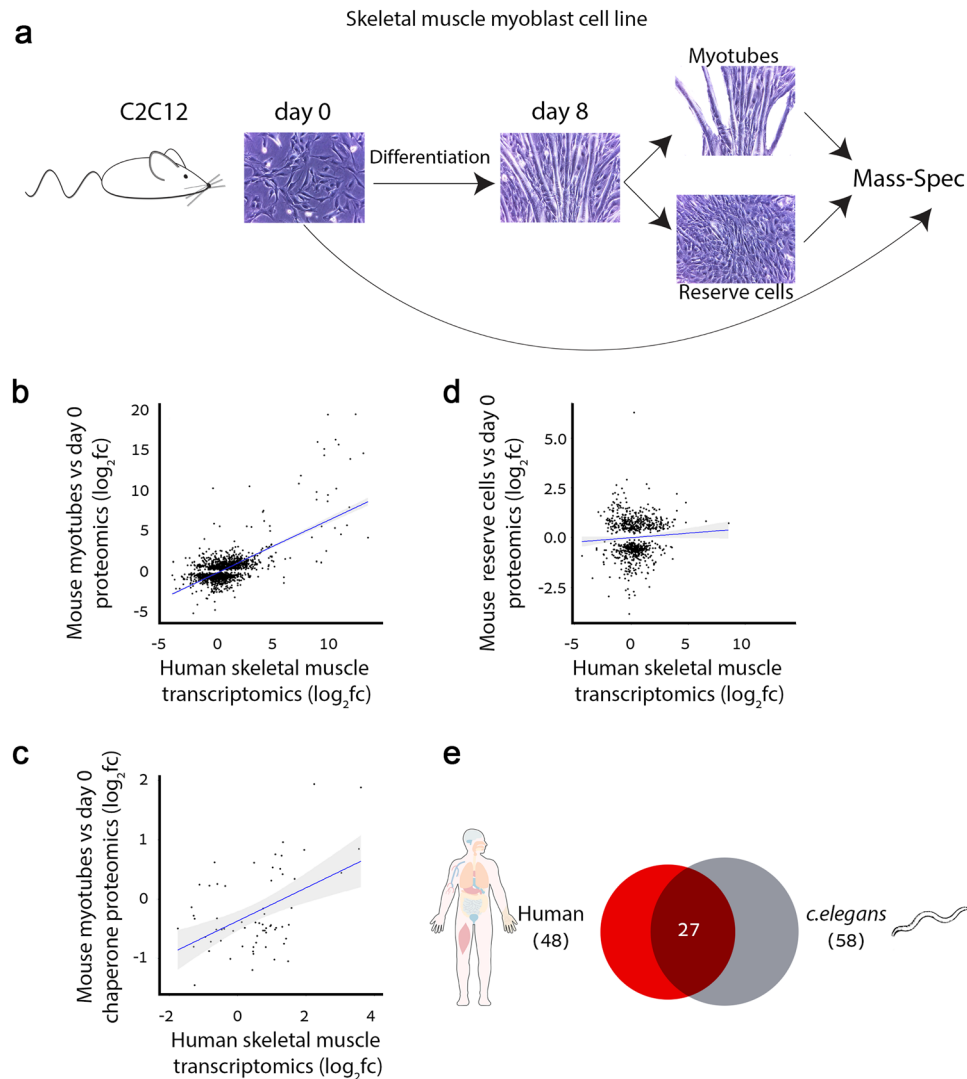 a
Skeletal muscle myoblast cell line
C2C12
day 0
Differentiation
day 8
Myotubes
Reserve cells
Mass-Spec
b
Mouse myotubes vs day 0
proteomics (log₂fc)
20
15
10
5
0
-5
-5
0
5
10
Human skeletal muscle
transcriptomics (log₂fc)
d
Mouse reserve cells vs day 0
proteomics (log₂fc)
5.0
2.5
0.0
-2.5
-5
0
5
10
Human skeletal muscle
transcriptomics (log₂fc)
c
Mouse myotubes vs day 0
chaperone proteomics (log₂fc)
2
1
0
-1
-2
0
2
4
Human skeletal muscle
transcriptomics (log₂fc)
e
Human
(48)
27
c.elegans
(58)